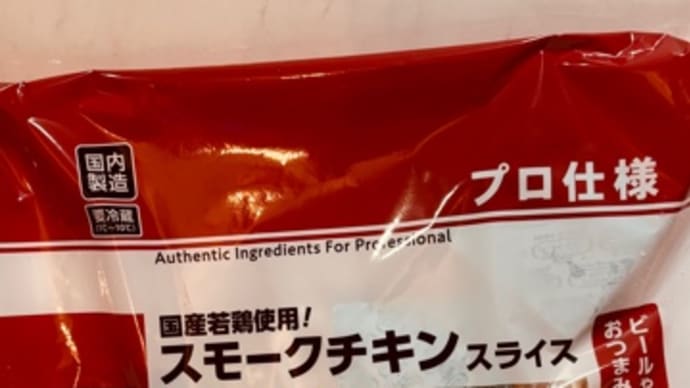 国内
製造
要冷蔵
(1℃~10℃)
プロ仕様
Authentic Ingredients For Professional
国産若鶏使用!
スモークチキンスライス
ビール
おつま